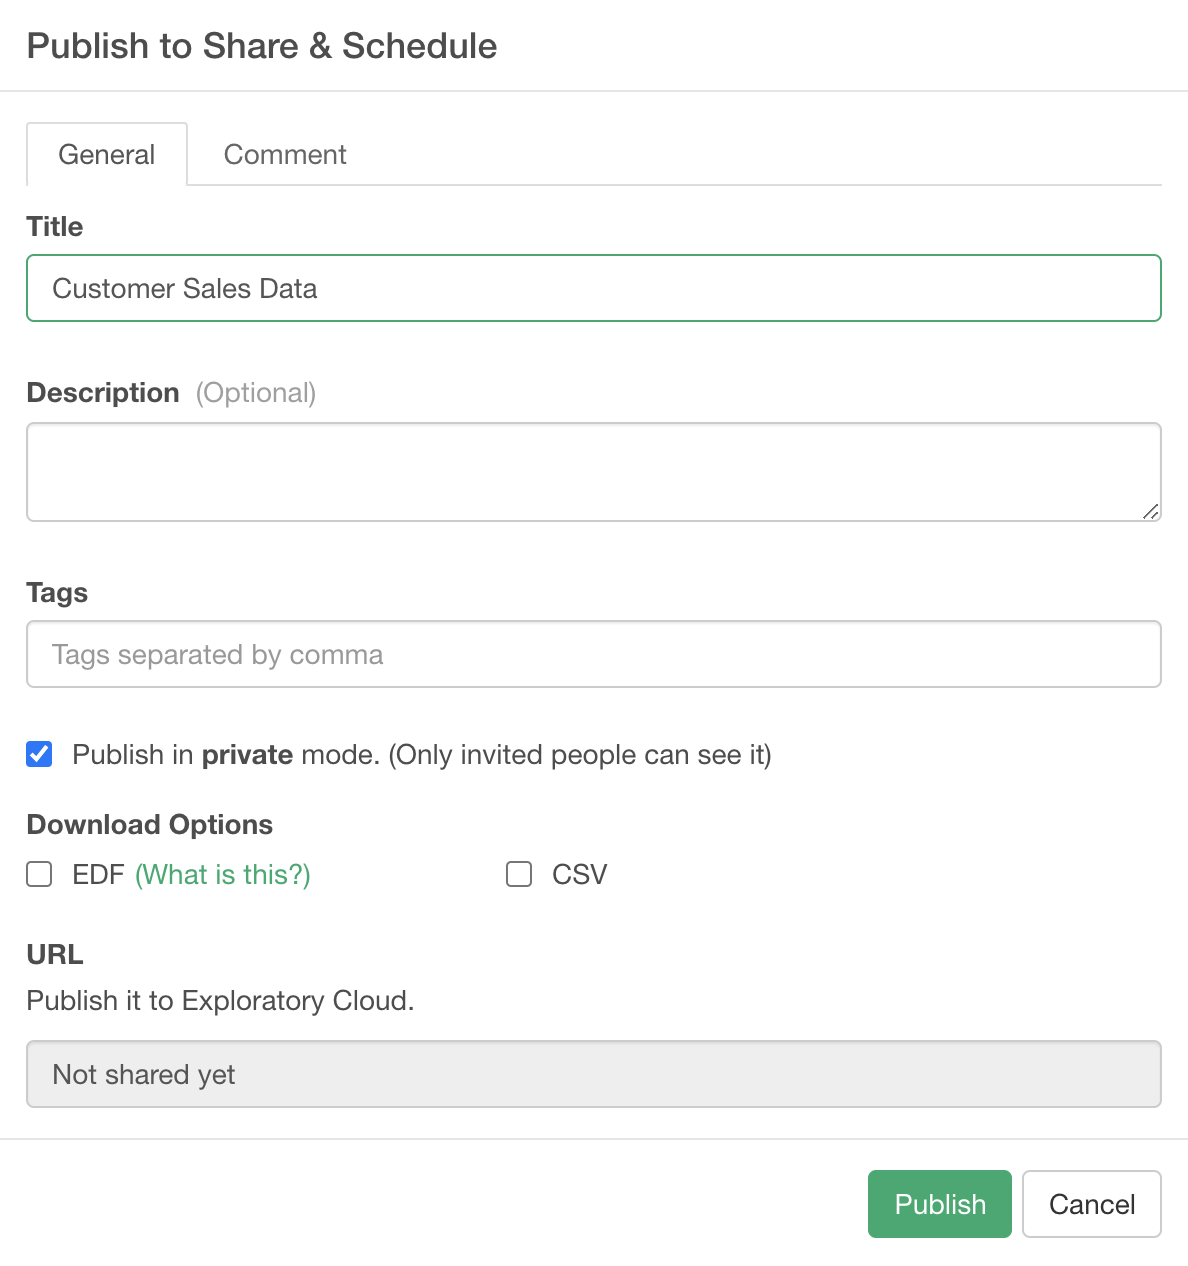 Publish to Share & Schedule
General Comment
Title
Customer Sales Data
Description (Optional)
Tags
Tags separated by comma
Publish in private mode. (Only invited people can see it)
Download Options
EDF (What is this?) CSV
URL
Publish it to Exploratory Cloud.
Not shared yet
Publish Cancel